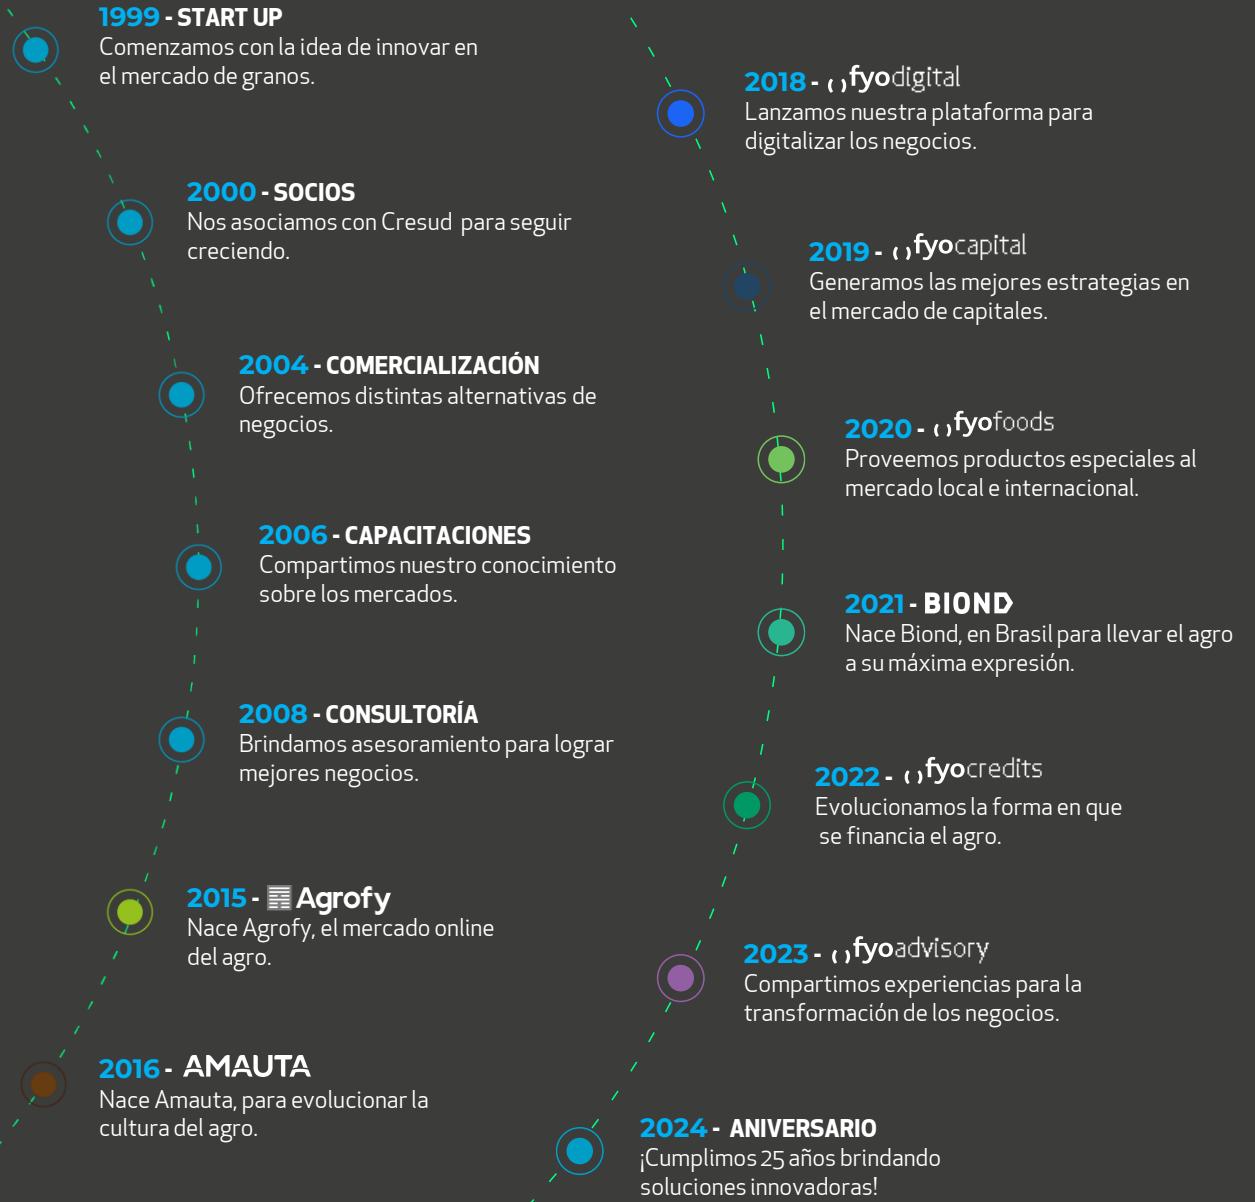 1999 - START UP
Comenzamos con la idea de innovar en
el mercado de granos.
2000 - SOCIOS
Nos asociamos con Cresud para seguir
creciendo.
2004 - COMERCIALIZACIÓN
Ofrecemos distintas alternativas de
negocios.
2006 - CAPACITACIONES
Compartimos nuestro conocimiento
sobre los mercados.
2008 - CONSULTORÍA
Brindamos asesoramiento para lograr
mejores negocios.
2015 - Agrofy
Nace Agrofy, el mercado online
del agro.
2016 - AMAUTA
Nace Amauta, para evolucionar la
cultura del agro.
2018 - fyodigital
Lanzamos nuestra plataforma para
digitalizar los negocios.
2019 - fyocapital
Generamos las mejores estrategias en
el mercado de capitales.
2020 - fyofoods
Proveemos productos especiales al
mercado local e internacional.
2021 - BIOND
Nace Biond, en Brasil para llevar el agro
a su máxima expresión.
2022 - fyocredits
Evolucionamos la forma en que
se financia el agro.
2023 - fyoadvisory
Compartimos experiencias para la
transformación de los negocios.
2024 - ANIVERSARIO
¡Cumplimos 25 años brindando
soluciones innovadoras!